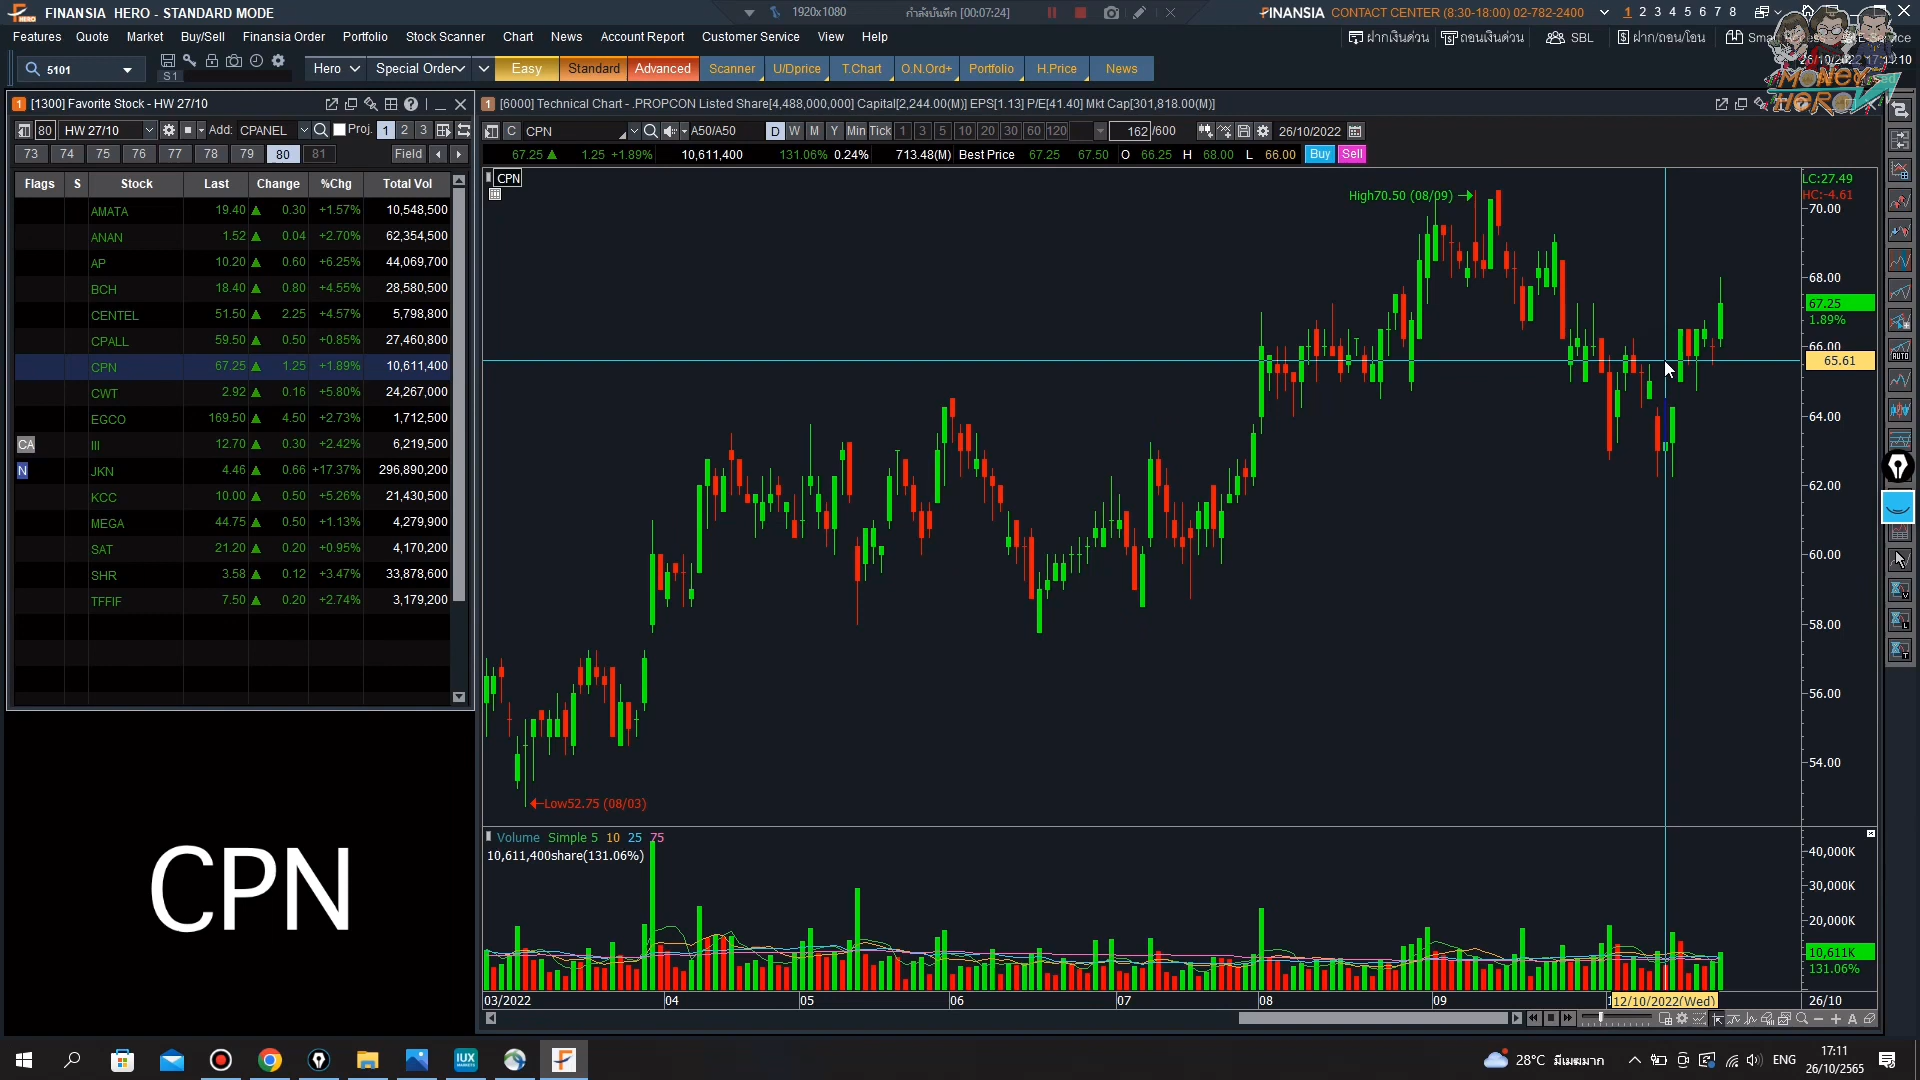 FINANSIA HERO - STANDARD MODE
1920x1080 กำลังบันทึก [00:07:24]
FINANSIA CONTACT CENTER (8:30-18:00) 02-782-2400 1 2 3 4 5 6 7 8
Features Quote Market Buy/Sell Finansia Order Portfolio Stock Scanner Chart News Account Report Customer Service View Help
ฝากเงินด่วน ถอนเงินด่วน SBL ฝาก/ถอน/โอน
5101 S1 Hero Special Order Easy Standard Advanced Scanner U/Dprice T.Chart O.N.Ord+ Portfolio H.Price News
MONEY HERO
[1300] Favorite Stock - HW 27/10
80 HW 27/10 Add: CPANEL Proj. 1 2 3
73 74 75 76 77 78 79 80 81 Field
Flags S Stock Last Change %Chg Total Vol
AMATA 19.40 0.30 +1.57% 10,548,500
ANAN 1.52 0.04 +2.70% 62,354,500
AP 10.20 0.60 +6.25% 44,069,700
BCH 18.40 0.80 +4.55% 28,580,500
CENTEL 51.50 2.25 +4.57% 5,798,800
CPALL 59.50 0.50 +0.85% 27,460,800
CPN 67.25 1.25 +1.89% 10,611,400
CWT 2.92 0.16 +5.80% 24,267,000
EGCO 169.50 4.50 +2.73% 1,712,500
CA III 12.70 0.30 +2.42% 6,219,500
N JKN 4.46 0.66 +17.37% 296,890,200
KCC 10.00 0.50 +5.26% 21,430,500
MEGA 44.75 0.50 +1.13% 4,279,900
SAT 21.20 0.20 +0.95% 4,170,200
SHR 3.58 0.12 +3.47% 33,878,600
TFFIF 7.50 0.20 +2.74% 3,179,200
CPN
[6000] Technical Chart - .PROPCON Listed Share[4,488,000,000] Capital[2,244.00(M)] EPS[1.13] P/E[41.40] Mkt Cap[301,818.00(M)]
C CPN A50/A50 D W M Y Min Tick 1 3 5 10 20 30 60 120 162 /600 26/10/2022
67.25 1.25 +1.89% 10,611,400 131.06% 0.24% 713.48(M) Best Price 67.25 67.50 O 66.25 H 68.00 L 66.00 Buy Sell
CPN
High70.50 (08/09)
LC:27.49
HC:-4.61
70.00
68.00
67.25
1.89%
66.00
65.61
64.00
62.00
60.00
58.00
56.00
54.00
Low52.75 (08/03)
Volume Simple 5 10 25 75
10,611,400share(131.06%)
40,000K
30,000K
20,000K
10,611K
131.06%
03/2022 04 05 06 07 08 09 12/10/2022(Wed) 26/10
AUTO
28°C มีเมฆมาก ENG 17:11
26/10/2565
IUX MARKETS